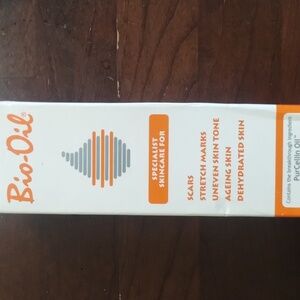 Bio-Oil®
SPECIALIST
SKINCARE FOR
SCARS
STRETCH MARKS
UNEVEN SKIN TONE
AGEING SKIN
DEHYDRATED SKIN
Contains the breakthrough ingredient
PurCellin Oil™